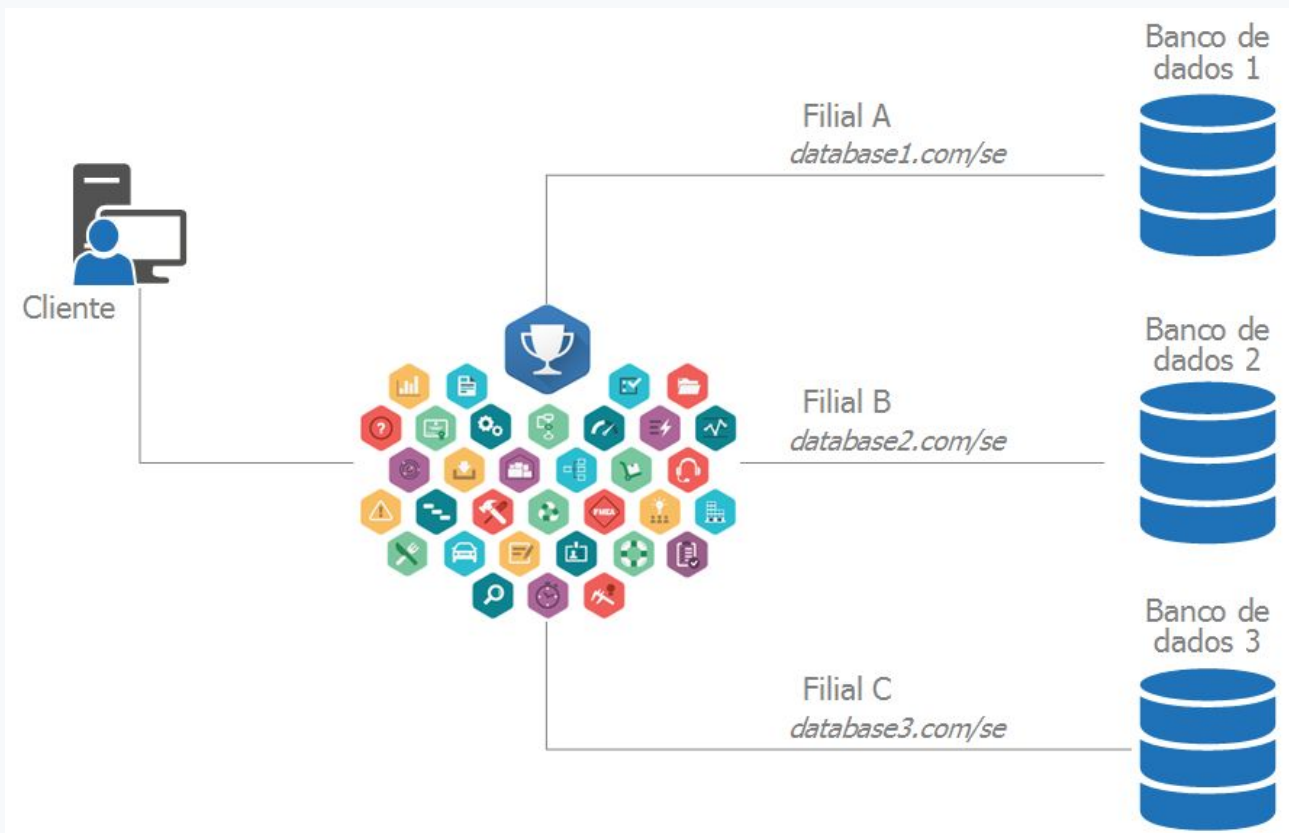 Banco de
dados 1
Filial A
database1.com/se
Cliente
Banco de
dados 2
Filial B
database2.com/se
FMEA
Banco de
dados 3
Filial C
database3.com/se